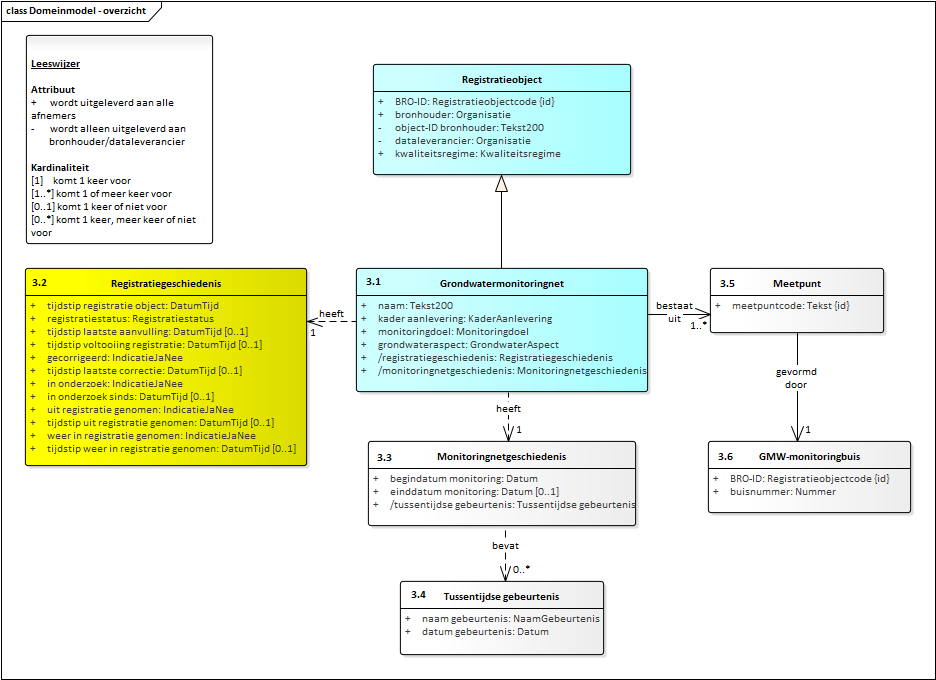 class Domeinmodel - overzicht
Leeswijzer
Attribuut
+ wordt uitgeleverd aan alle
afnemers
- wordt alleen uitgeleverd aan
bronhouder/dataleverancier
Kardinaliteit
[1] komt 1 keer voor
[1..*] komt 1 of meer keer voor
[0..1] komt 1 keer of niet voor
[0..*] komt 1 keer, meer keer of niet
voor
Registratieobject
+ BRO-ID: Registratieobjectcode {id}
+ bronhouder: Organisatie
- object-ID bronhouder: Tekst200
- dataleverancier: Organisatie
+ kwaliteitsregime: Kwaliteitsregime
3.2 Registratiegeschiedenis
+ tijdstip registratie object: DatumTijd
+ registratiestatus: Registratiestatus
+ tijdstip laatste aanvulling: DatumTijd [0..1]
+ tijdstip voltooiing registratie: DatumTijd [0..1]
+ gecorrigeerd: IndicatieJaNee
+ tijdstip laatste correctie: DatumTijd [0..1]
+ in onderzoek: IndicatieJaNee
+ in onderzoek sinds: DatumTijd [0..1]
+ uit registratie genomen: IndicatieJaNee
+ tijdstip uit registratie genomen: DatumTijd [0..1]
+ weer in registratie genomen: IndicatieJaNee
+ tijdstip weer in registratie genomen: DatumTijd [0..1]
heeft
1
3.1 Grondwatermonitoringnet
+ naam: Tekst200
+ kader aanlevering: KaderAanlevering
+ monitoringdoel: Monitoringdoel
+ grondwateraspect: GrondwaterAspect
+ /registratiegeschiedenis: Registratiegeschiedenis
+ /monitoringnetgeschiedenis: Monitoringnetgeschiedenis
bestaat
uit
1..*
3.5 Meetpunt
+ meetpuntcode: Tekst {id}
gevormd
door
1
heeft
1
3.3 Monitoringnetgeschiedenis
+ begindatum monitoring: Datum
+ einddatum monitoring: Datum [0..1]
+ /tussentijdse gebeurtenis: Tussentijdse gebeurtenis
3.6 GMW-monitoringbuis
+ BRO-ID: Registratieobjectcode {id}
+ buisnummer: Nummer
bevat
0..*
3.4 Tussentijdse gebeurtenis
+ naam gebeurtenis: NaamGebeurtenis
+ datum gebeurtenis: Datum